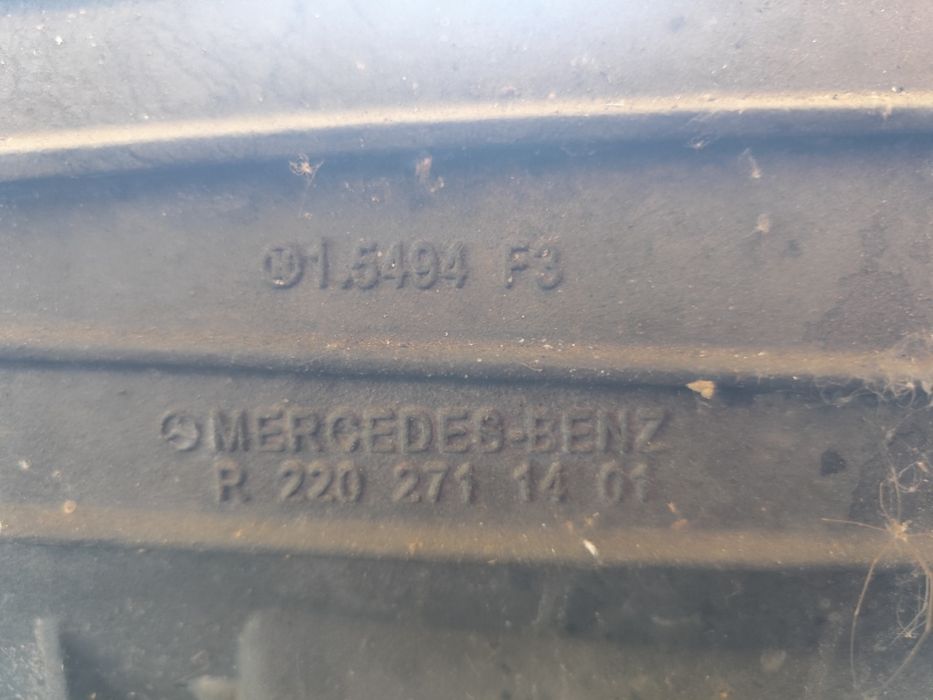 1.5494 F3
MERCEDES-BENZ
R 220 271 14 01